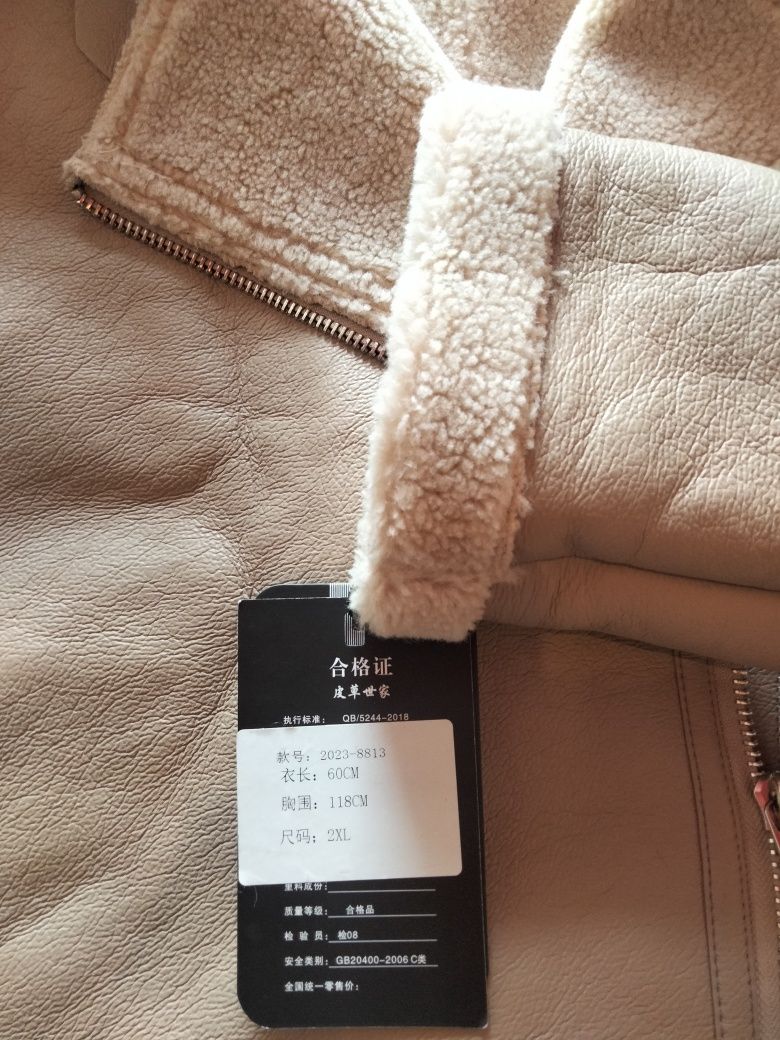 合格证
皮革世家
执行标准： QB/5244-2018
款号：2023-8813
衣长：60CM
胸围：118CM
尺码；2XL
里料成份：
质量等级： 合格品
检 验 员： 检08
安全类别： GB20400-2006 C类
全国统一零售价：